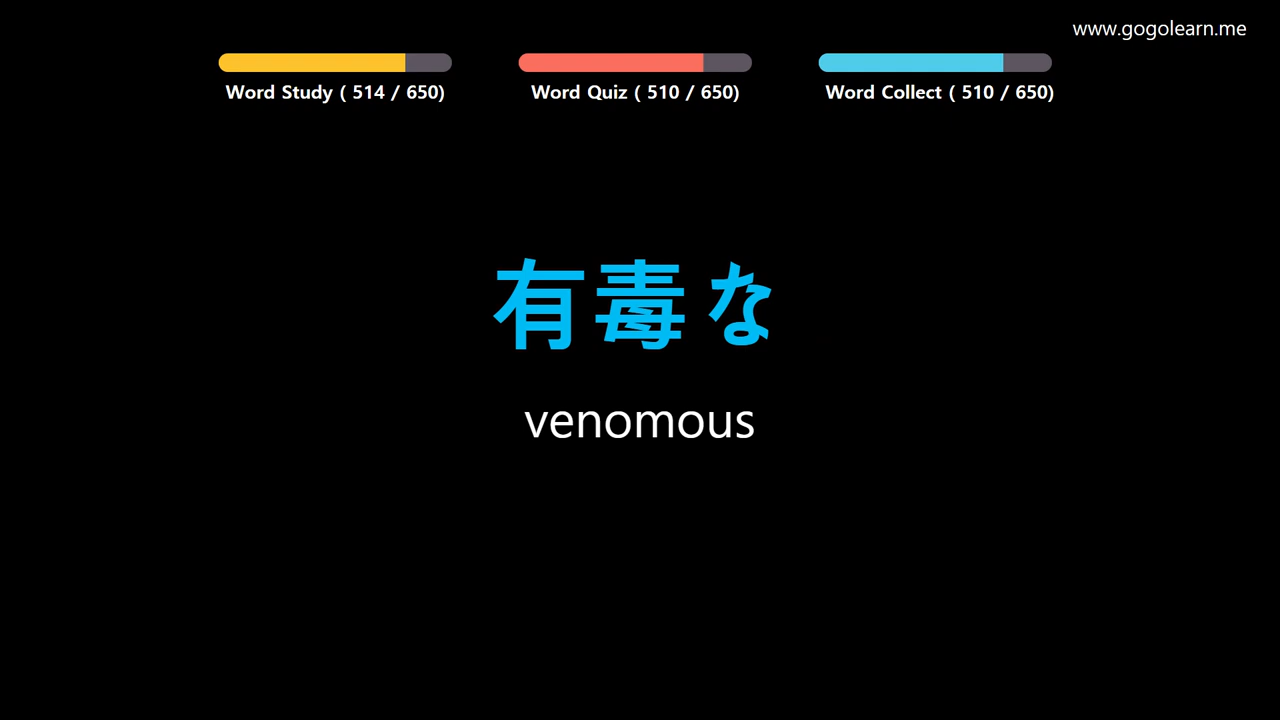 www.gogolearn.me
Word Study ( 514 / 650)
Word Quiz ( 510 / 650)
Word Collect ( 510 / 650)
有毒な
venomous